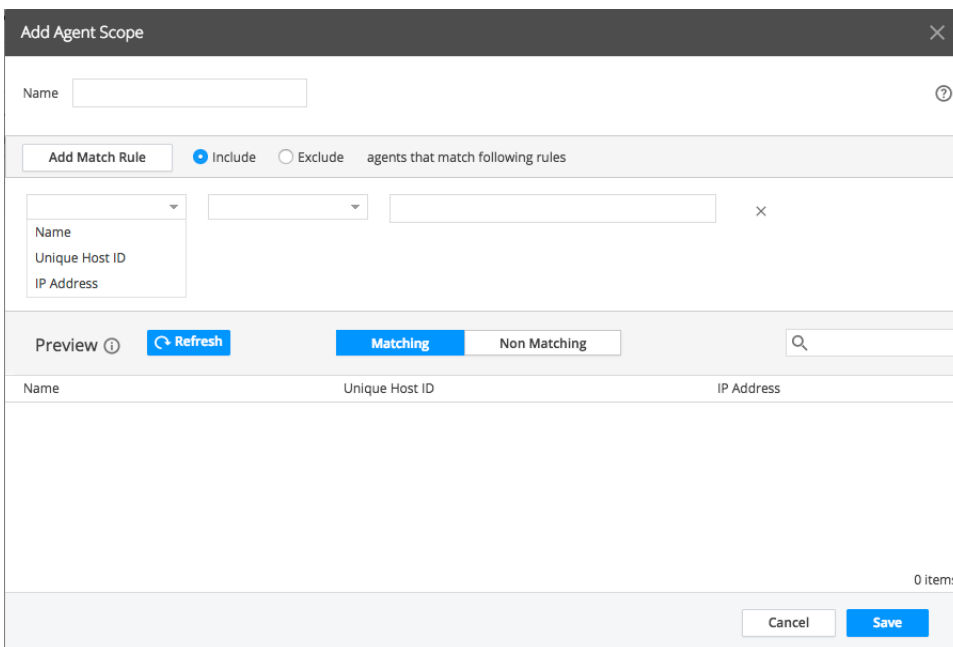 Add Agent Scope
Name
Add Match Rule Include Exclude agents that match following rules
Name
Unique Host ID
IP Address
Preview Refresh Matching Non Matching
Name Unique Host ID IP Address
0 items
Cancel Save